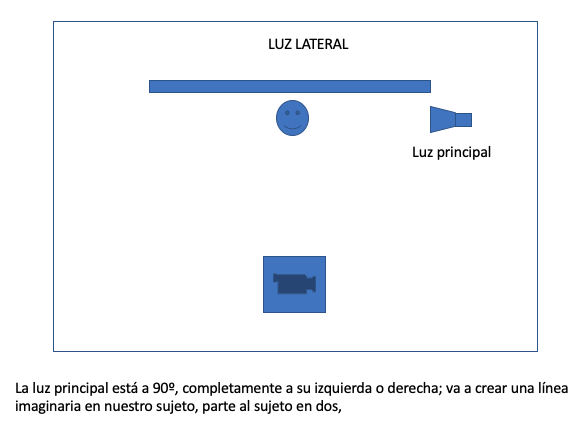 LUZ LATERAL
Luz principal
La luz principal está a 90º, completamente a su izquierda o derecha; va a crear una línea
imaginaria en nuestro sujeto, parte al sujeto en dos,